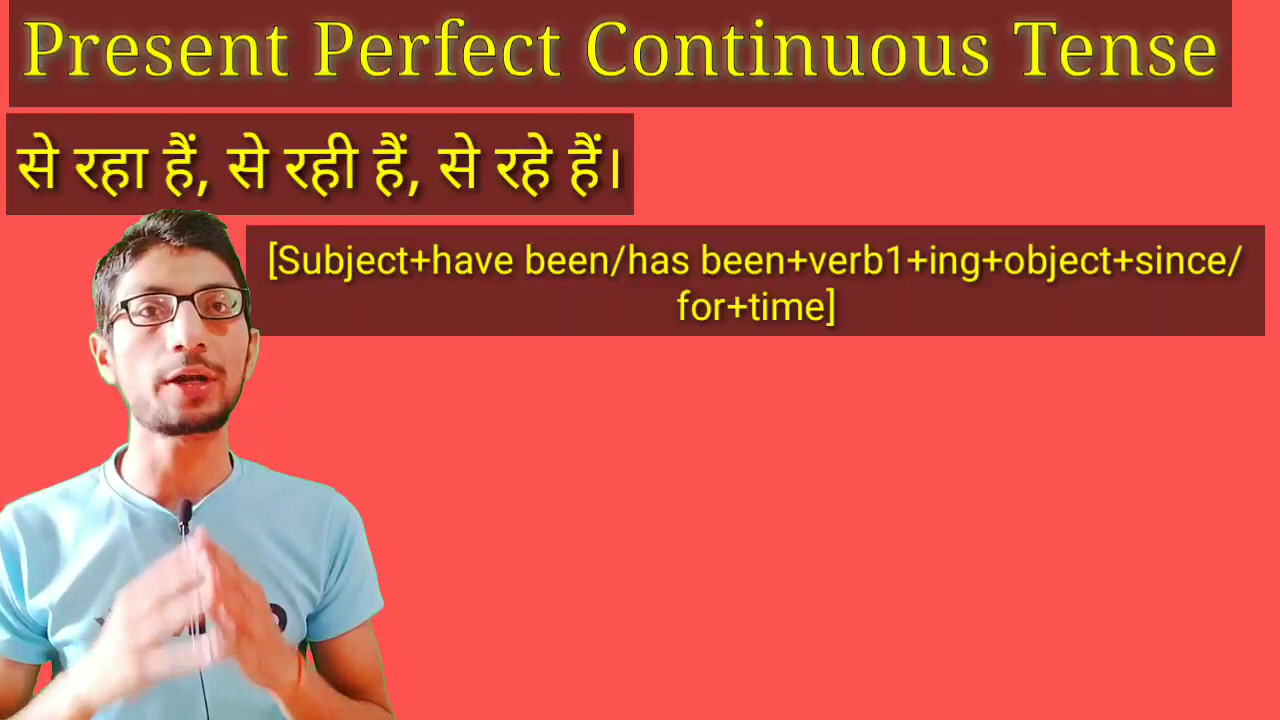 Present Perfect Continuous Tense
से रहा हैं, से रही हैं, से रहे हैं।
[Subject+have been/has been+verb1+ing+object+since/
for+time]